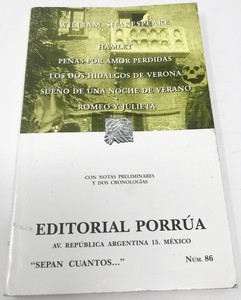 WILLIAM SHAKESPEARE
HAMLET
PENAS POR AMOR PERDIDAS
LOS DOS HIDALGOS DE VERONA
SUEÑO DE UNA NOCHE DE VERANO
ROMEO Y JULIETA
CON NOTAS PRELIMINARES
Y DOS CRONOLOGÍAS
EDITORIAL PORRÚA
AV. REPÚBLICA ARGENTINA 15. MÉXICO
"SEPAN CUANTOS..." NÚM. 86